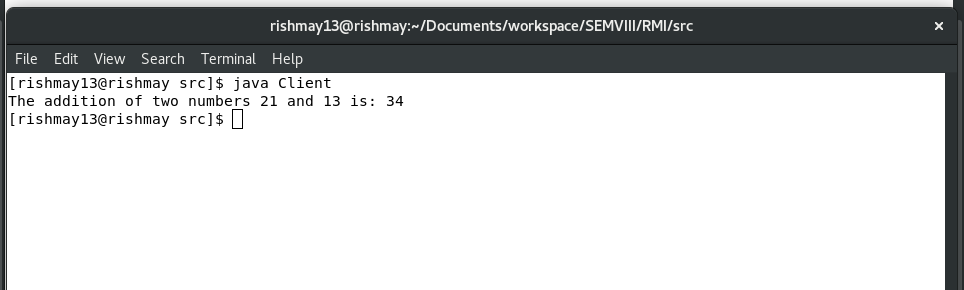 rishmay13@rishmay:~/Documents/workspace/SEMVIII/RMI/src ×
File Edit View Search Terminal Help
[rishmay13@rishmay src]$ java Client
The addition of two numbers 21 and 13 is: 34
[rishmay13@rishmay src]$